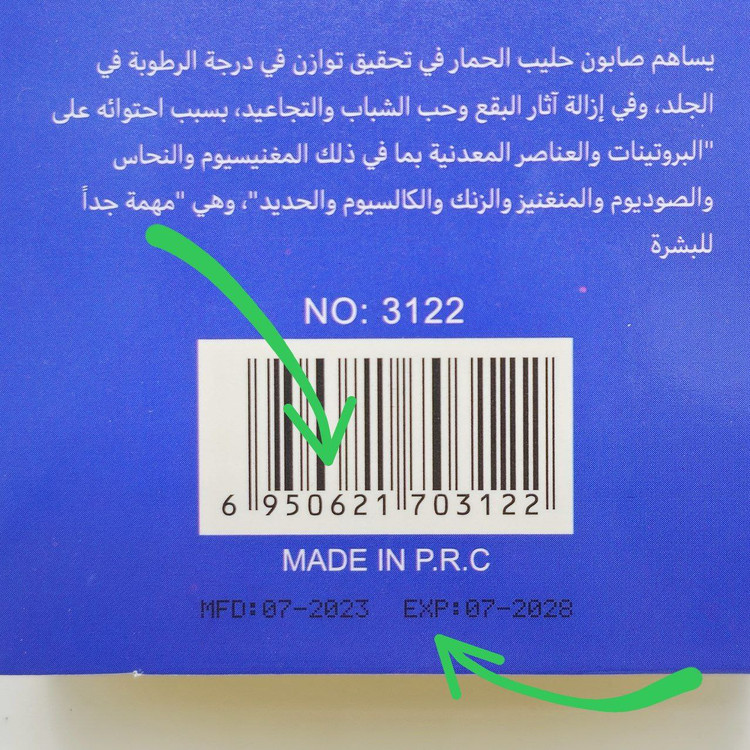 يساهم صابون حليب الحمار في تحقيق توازن في درجة الرطوبة في
الجلد، وفي إزالة آثار البقع وحب الشباب والتجاعيد، بسبب احتوائه على
"البروتينات والعناصر المعدنية بما في ذلك المغنيسيوم والنحاس
والصوديوم والمنغنيز والزنك والكالسيوم والحديد"، وهي "مهمة جداً
للبشرة
NO: 3122
6 950621 703122
MADE IN P.R.C
MFD:07-2023 EXP:07-2028